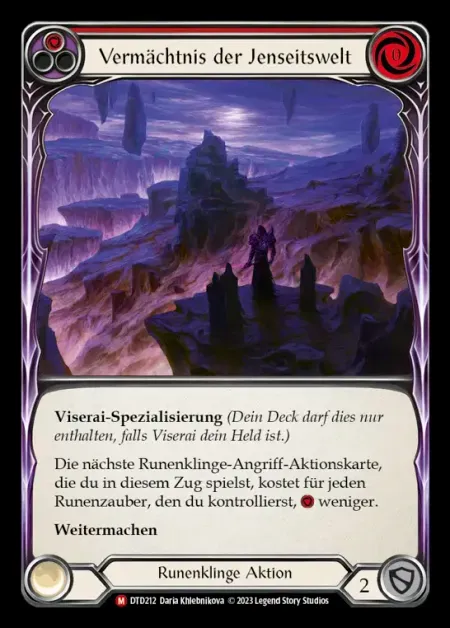 Vermächtnis der Jenseitswelt
0
Viserai-Spezialisierung (Dein Deck darf dies nur
enthalten, falls Viserai dein Held ist.)
Die nächste Runenklinge-Angriff-Aktionskarte,
die du in diesem Zug spielst, kostet für jeden
Runenzauber, den du kontrollierst, weniger.
Weitermachen
Runenklinge Aktion
2
M DTD212 Daria Khlebnikova © 2023 Legend Story Studios